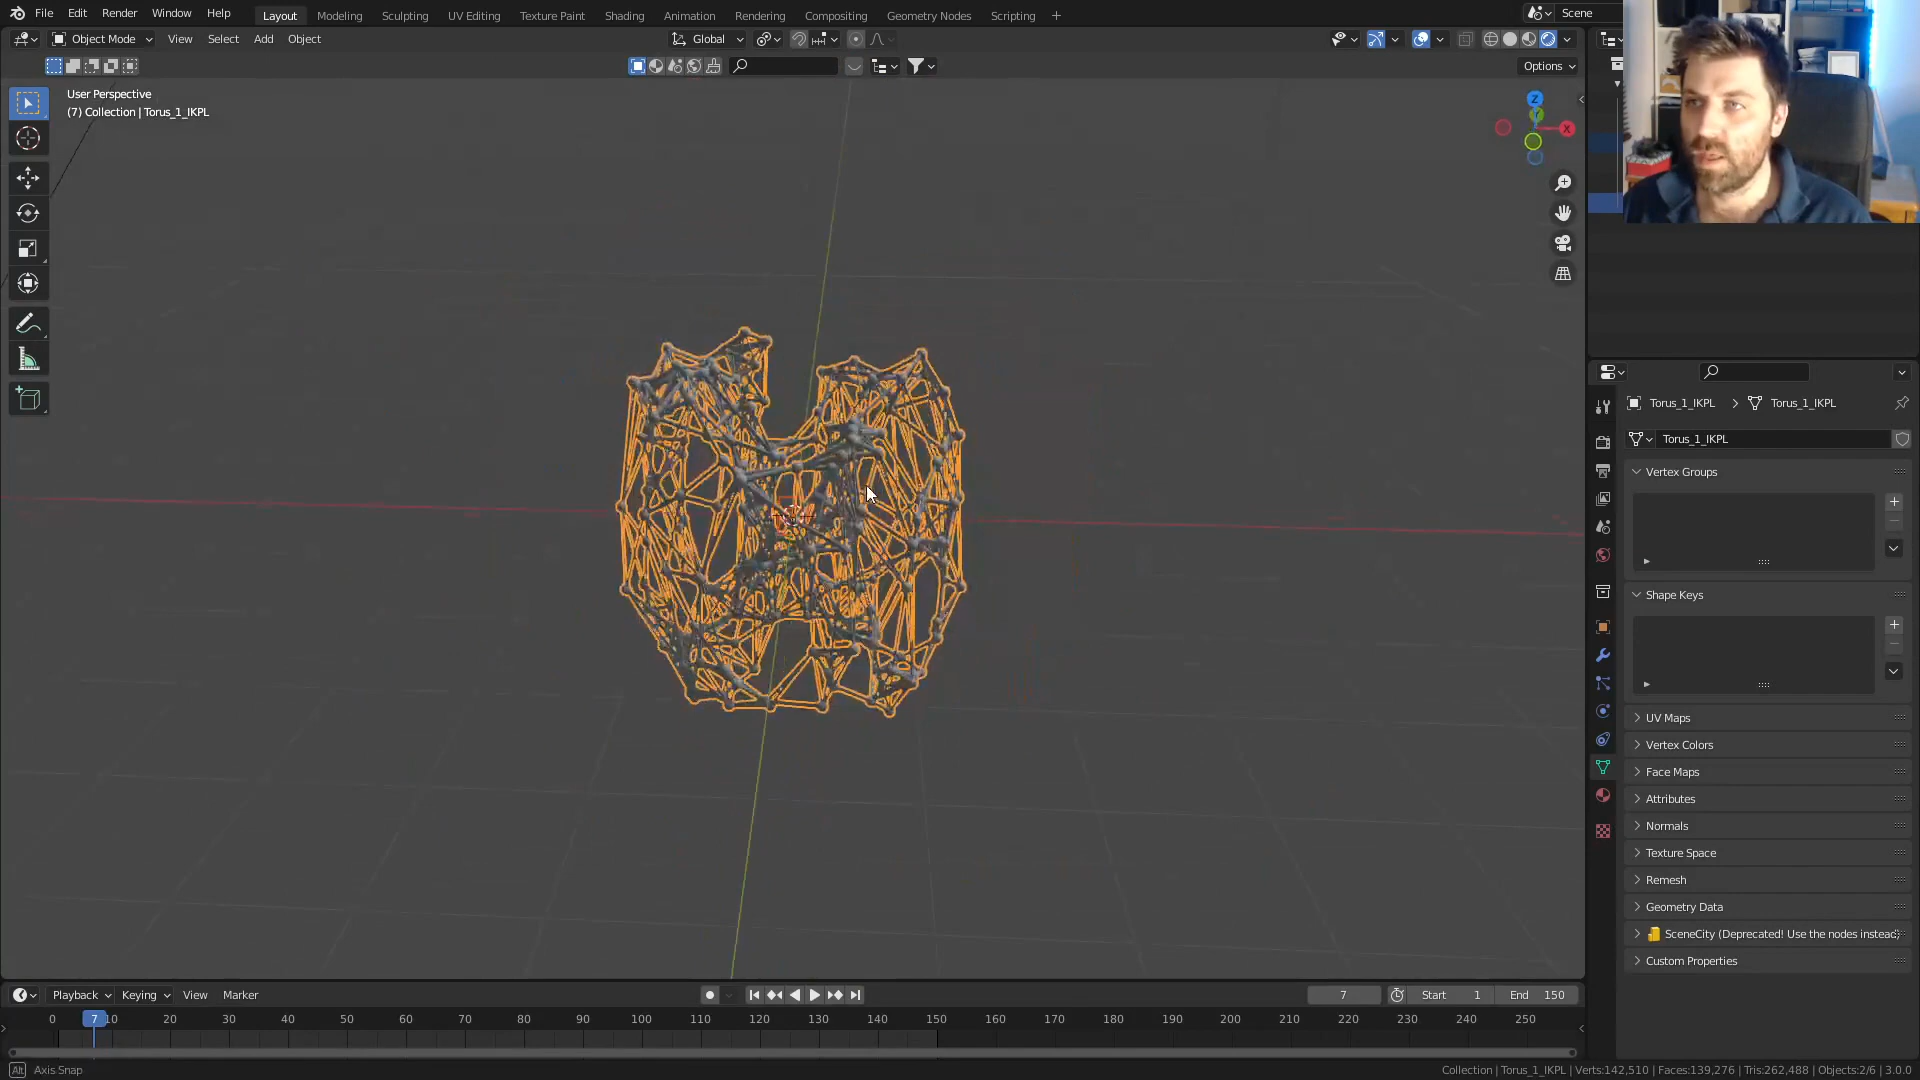 File Edit Render Window Help Layout Modeling Sculpting UV Editing Texture Paint Shading Animation Rendering Compositing Geometry Nodes Scripting + Scene
Object Mode View Select Add Object Global
Options
User Perspective
(7) Collection | Torus_1_IKPL
Z
Y
X
Torus_1_IKPL > Torus_1_IKPL
Torus_1_IKPL
Vertex Groups
Shape Keys
UV Maps
Vertex Colors
Face Maps
Attributes
Normals
Texture Space
Remesh
Geometry Data
SceneCity (Deprecated! Use the nodes instead
Custom Properties
Playback Keying View Marker 7 Start 1 End 150
0 7 10 20 30 40 50 60 70 80 90 100 110 120 130 140 150 160 170 180 190 200 210 220 230 240 250
Alt Axis Snap Collection | Torus_1_IKPL | Verts:142,510 | Faces:139,276 | Tris:262,488 | Objects:2/6 | 3.0.0